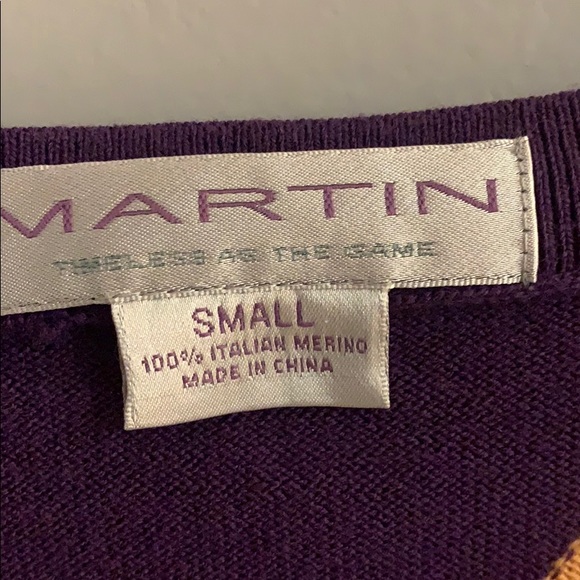 MARTIN
TIMELESS AS THE GAME
SMALL
100% ITALIAN MERINO
MADE IN CHINA